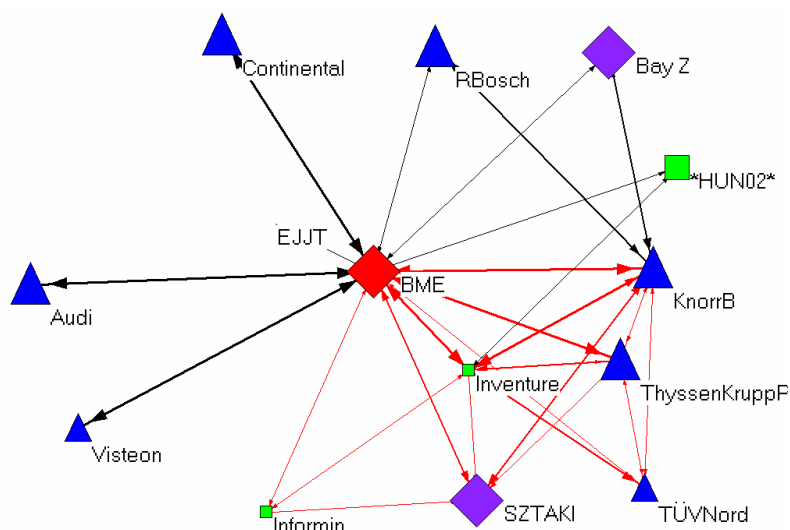 Continental
RBosch
Bay Z
*HUN02*
EJJT
BME
KnorrB
Audi
Inventure
ThyssenKruppP
Visteon
SZTAKI
TÜVNord
Informin